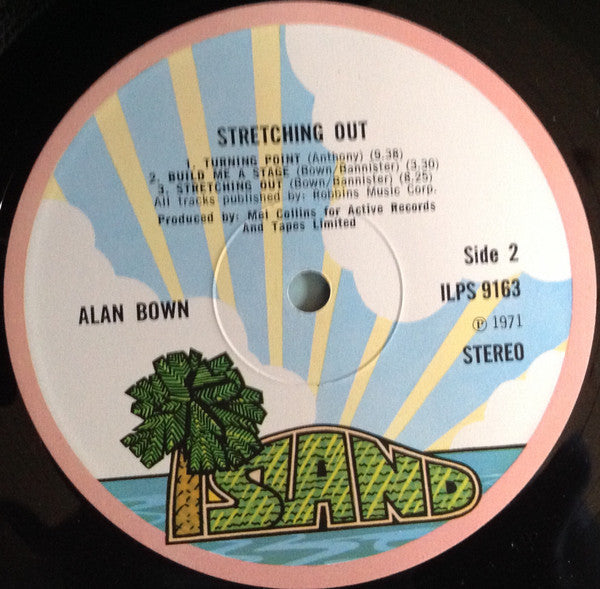 STRETCHING OUT
1. TURNING POINT (Anthony) (9.38)
2. BUILD ME A STAGE (Bown/Bannister) (3.30)
3. STRETCHING OUT (Bown/Bannister) (8.25)
All tracks published by: Robbins Music Corp.
Produced by: Mel Collins for Active Records
And Tapes Limited
Side 2
ILPS 9163
ALAN BOWN
℗ 1971
STEREO
ISLAND